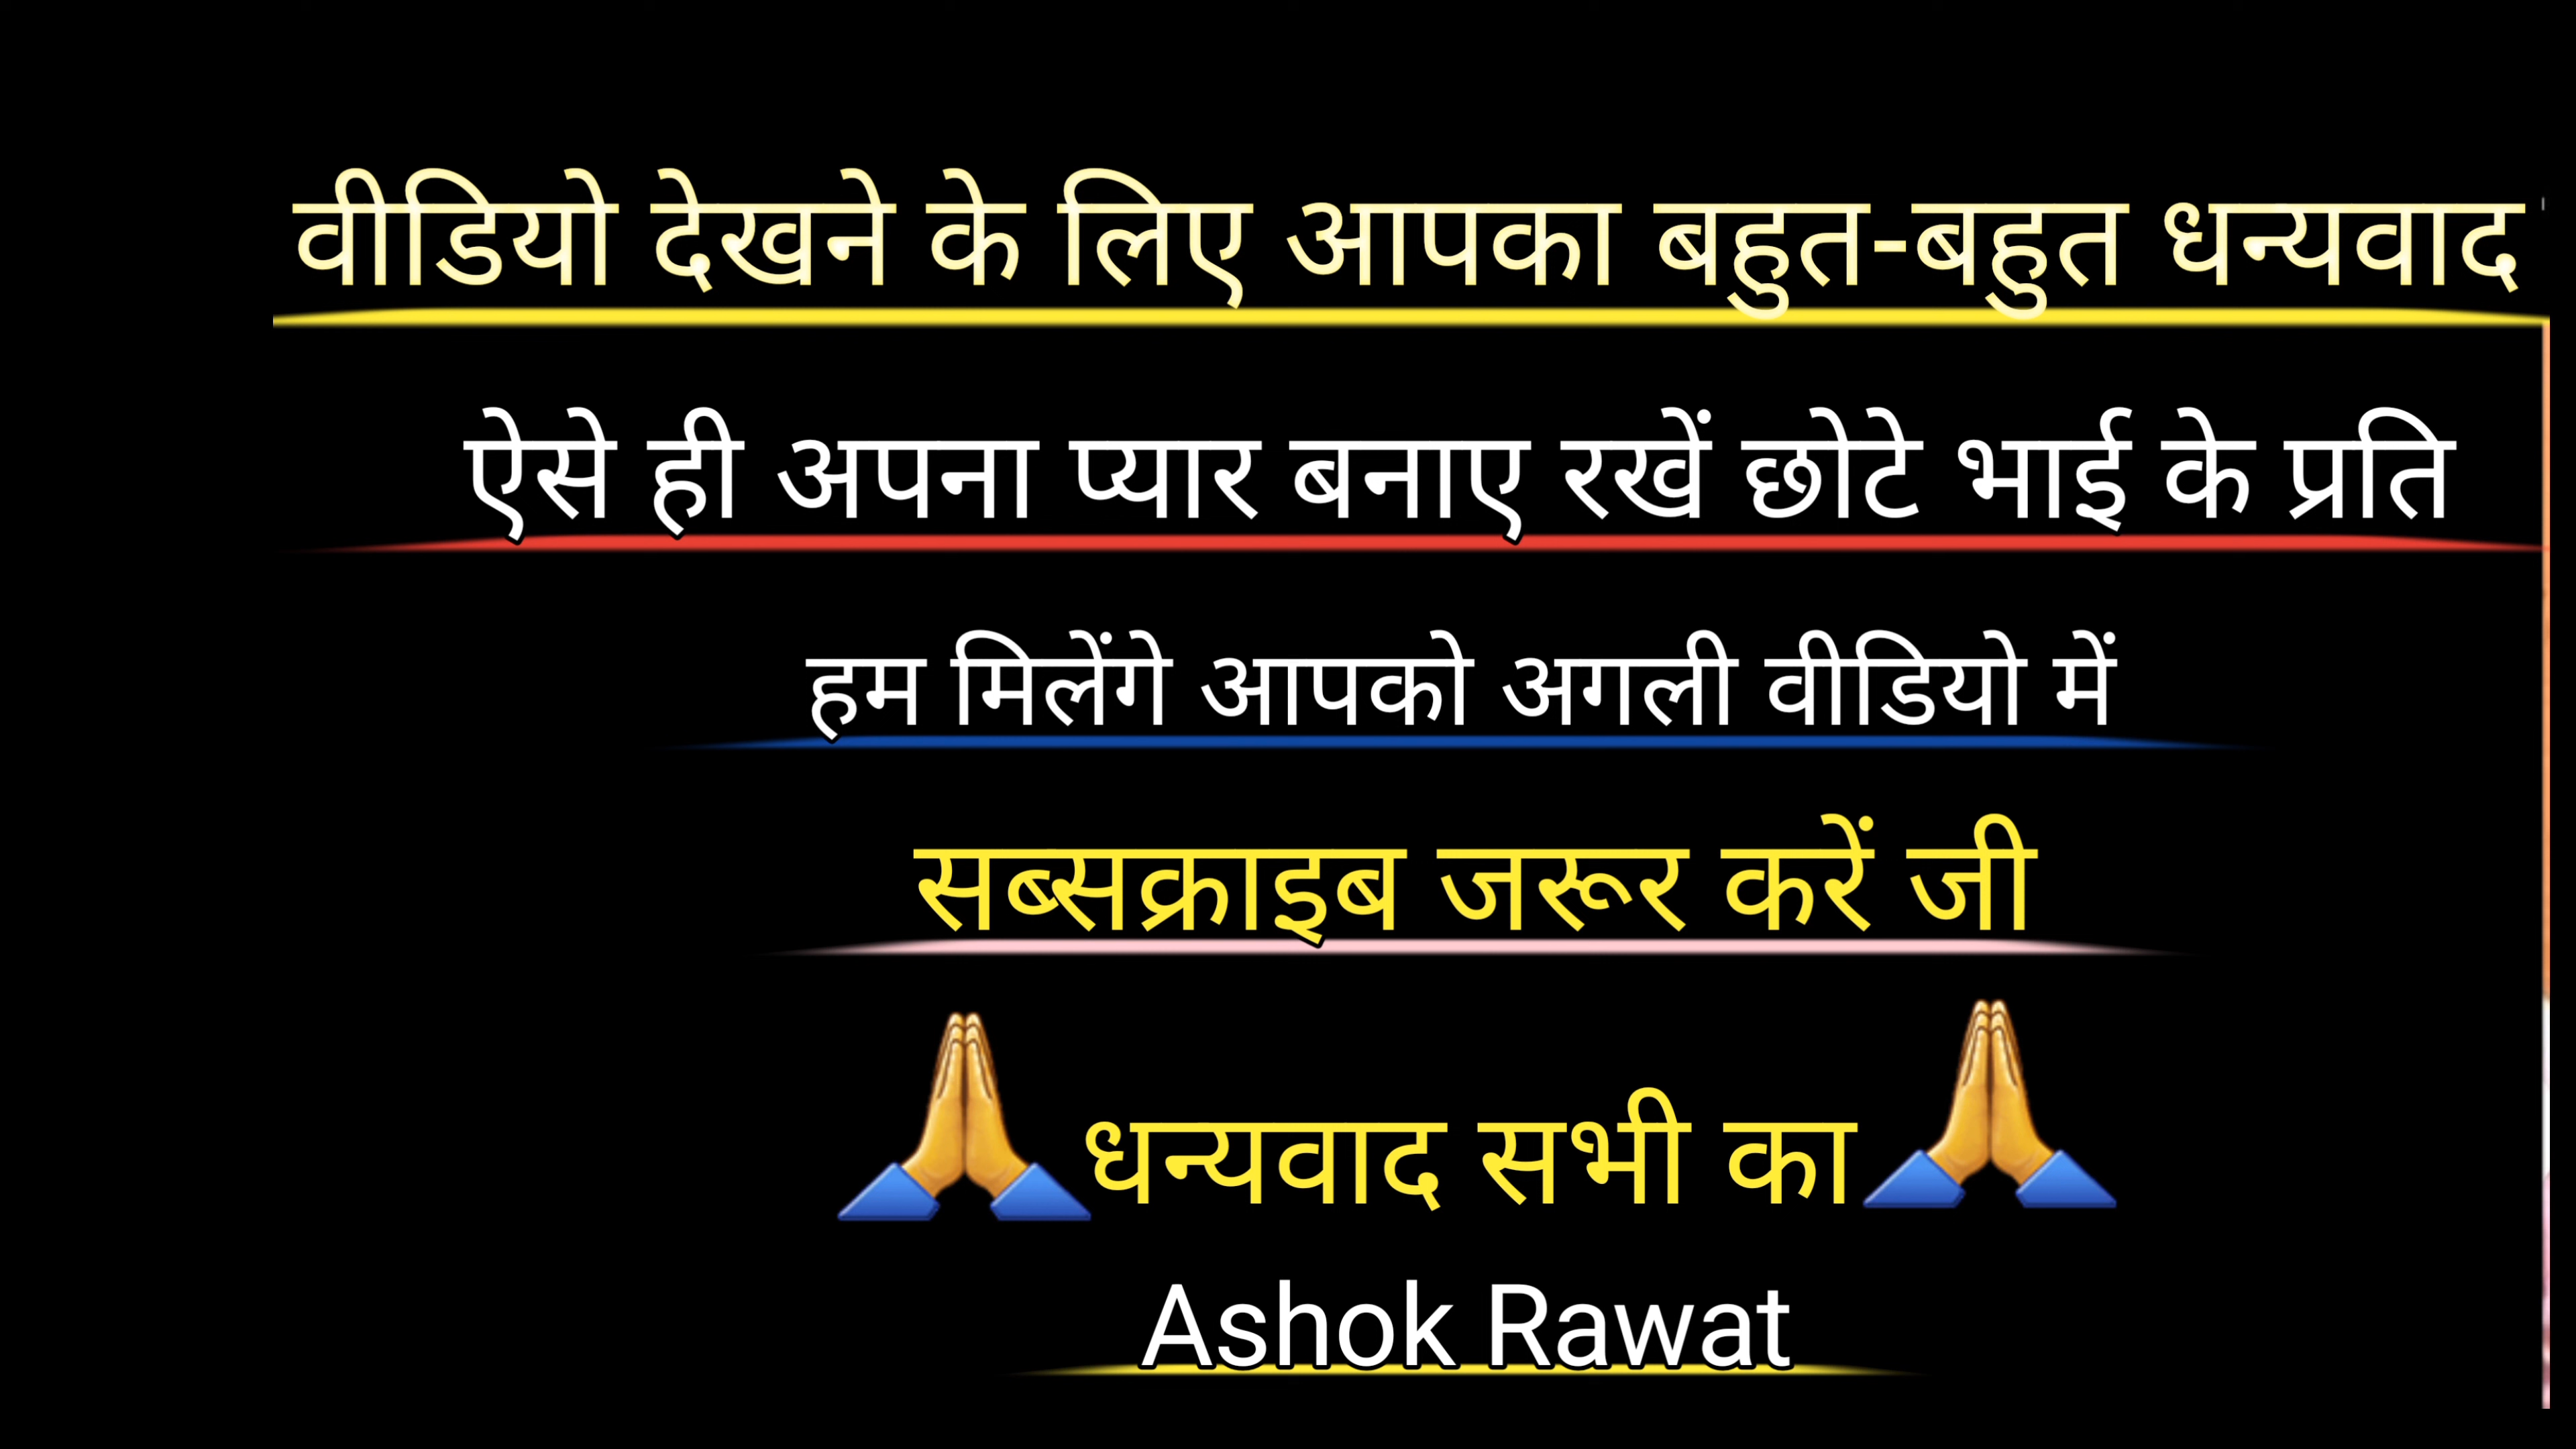 वीडियो देखने के लिए आपका बहुत-बहुत धन्यवाद
ऐसे ही अपना प्यार बनाए रखें छोटे भाई के प्रति
हम मिलेंगे आपको अगली वीडियो में
सब्सक्राइब जरूर करें जी
🙏धन्यवाद सभी का🙏
Ashok Rawat